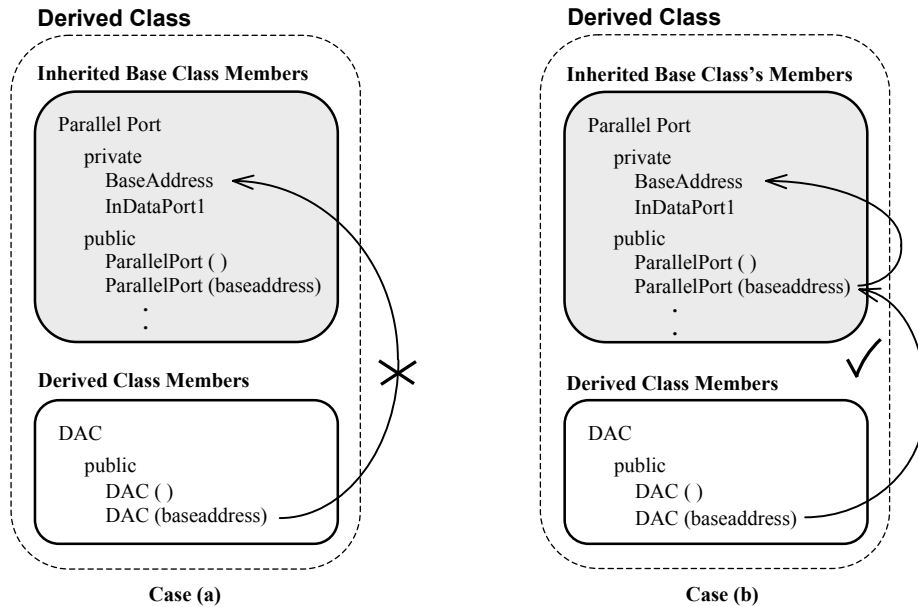 Derived Class
Inherited Base Class Members
Parallel Port
private
BaseAddress
InDataPort1
public
ParallelPort ( )
ParallelPort (baseaddress)
.
.
Derived Class Members
DAC
public
DAC ( )
DAC (baseaddress)
Case (a)
Derived Class
Inherited Base Class’s Members
Parallel Port
private
BaseAddress
InDataPort1
public
ParallelPort ( )
ParallelPort (baseaddress)
.
.
Derived Class Members
DAC
public
DAC ( )
DAC (baseaddress)
Case (b)